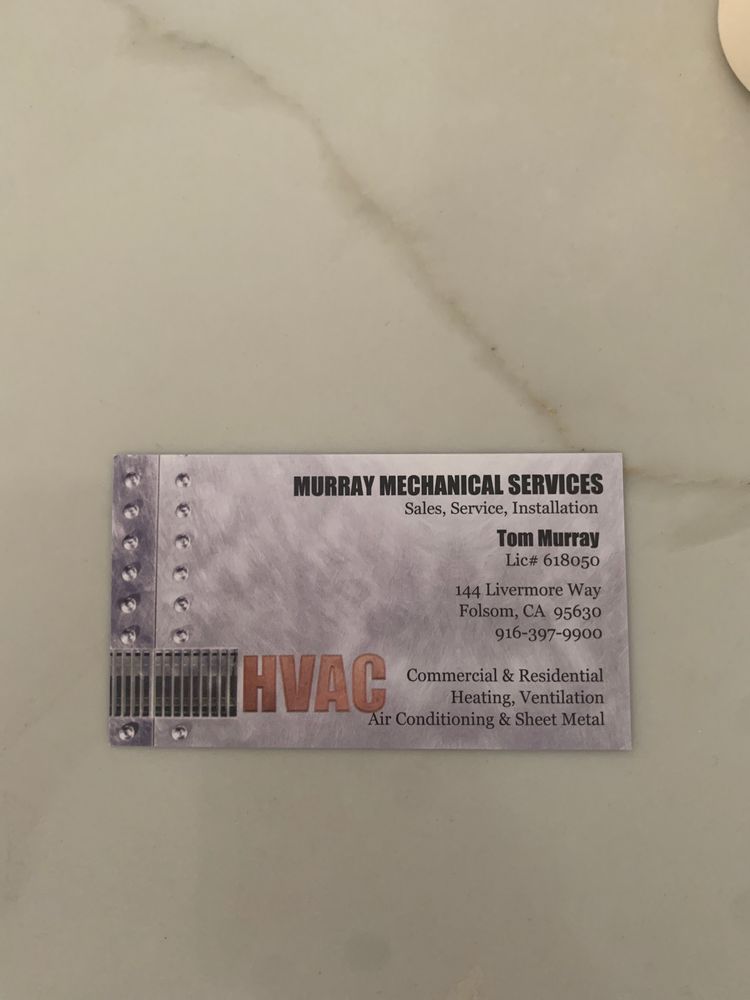 MURRAY MECHANICAL SERVICES
Sales, Service, Installation
Tom Murray
Lic# 618050
144 Livermore Way
Folsom, CA 95630
916-397-9900
HVAC
Commercial & Residential
Heating, Ventilation
Air Conditioning & Sheet Metal